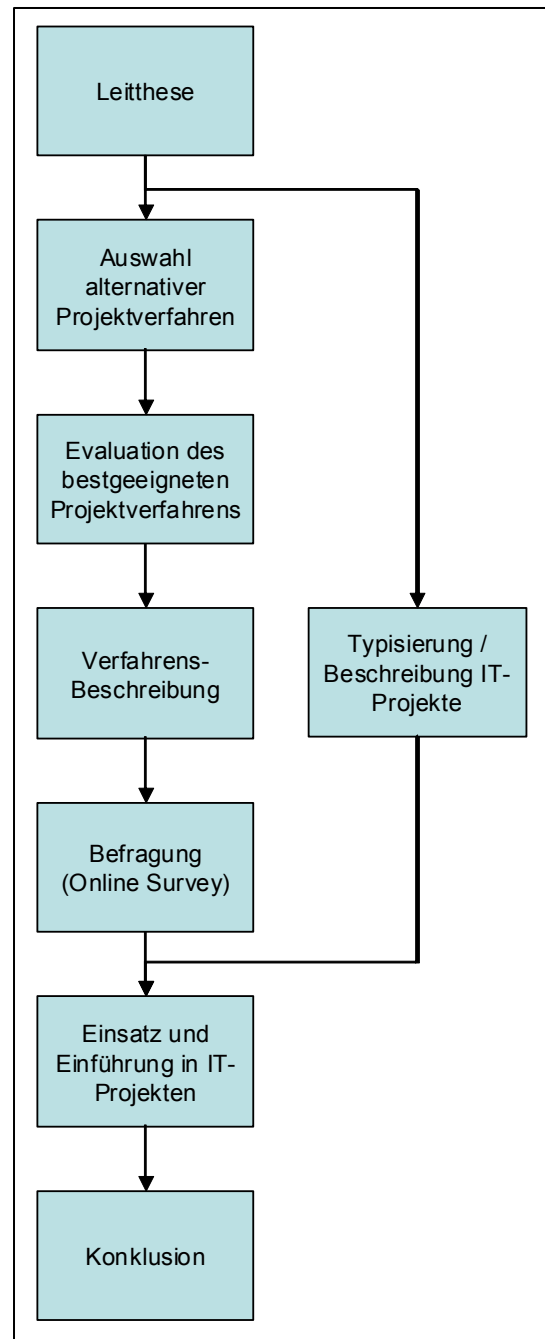 Leitthese
Auswahl
alternativer
Projektverfahren
Evaluation des
bestgeeigneten
Projektverfahrens
Verfahrens-
Beschreibung
Typisierung /
Beschreibung IT-
Projekte
Befragung
(Online Survey)
Einsatz und
Einführung in IT-
Projekten
Konklusion